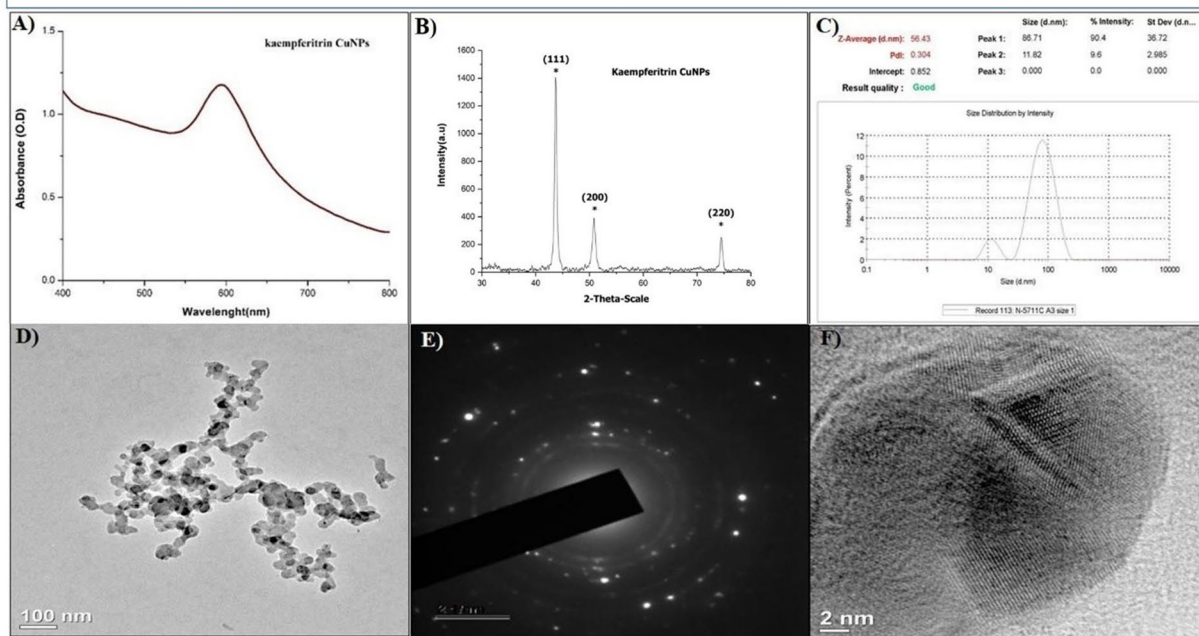 A)
kaempferitrin CuNPs
1.5
1.0
0.5
0.0
Absorbance (O.D)
400 500 600 700 800
Wavelenght(nm)
B)
Kaempferitrin CuNPs
(111)
*
(200)
*
(220)
*
1600
1400
1200
1000
800
600
400
200
0
Intensity(a.u)
30 40 50 60 70 80
2-Theta-Scale
C)
Size (d.nm): % Intensity: St Dev (d.n...
Z-Average (d.nm): 56.43 Peak 1: 86.71 90.4 36.72
Pdl: 0.304 Peak 2: 11.82 9.6 2.985
Intercept: 0.852 Peak 3: 0.000 0.0 0.000
Result quality : Good
Size Distribution by Intensity
12
10
8
6
4
2
0
Intensity (Percent)
0.1 1 10 100 1000 10000
Size (d.nm)
Record 113: N-5711C A3 size 1
D)
100 nm
E)
F)
2 nm